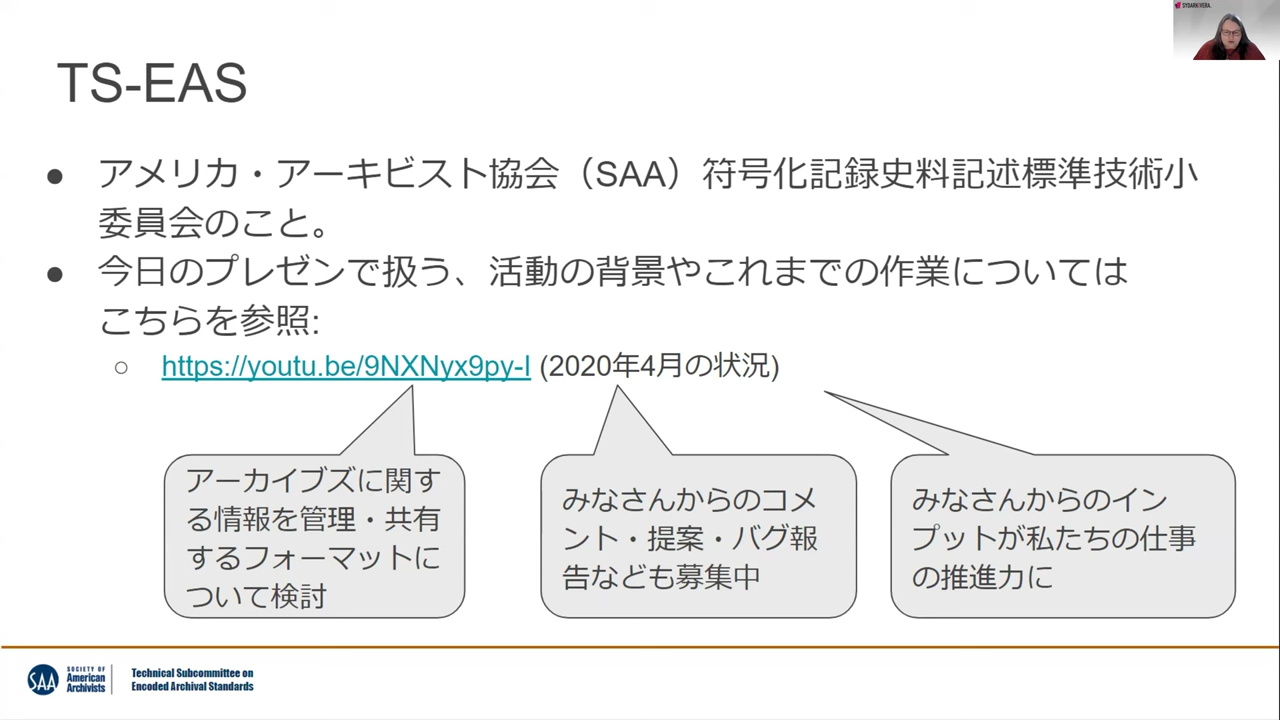 SYDARK/VERA.
TS-EAS
● アメリカ・アーキビスト協会（SAA）符号化記録史料記述標準技術小
委員会のこと。
● 今日のプレゼンで扱う、活動の背景やこれまでの作業については
こちらを参照:
○ https://youtu.be/9NXNyx9py-I (2020年4月の状況)
アーカイブズに関す
る情報を管理・共有
するフォーマットに
ついて検討
みなさんからのコメ
ント・提案・バグ報
告なども募集中
みなさんからのイン
プットが私たちの仕事
の推進力に
SAA
SOCIETY OF
American
Archivists
Technical Subcommittee on
Encoded Archival Standards